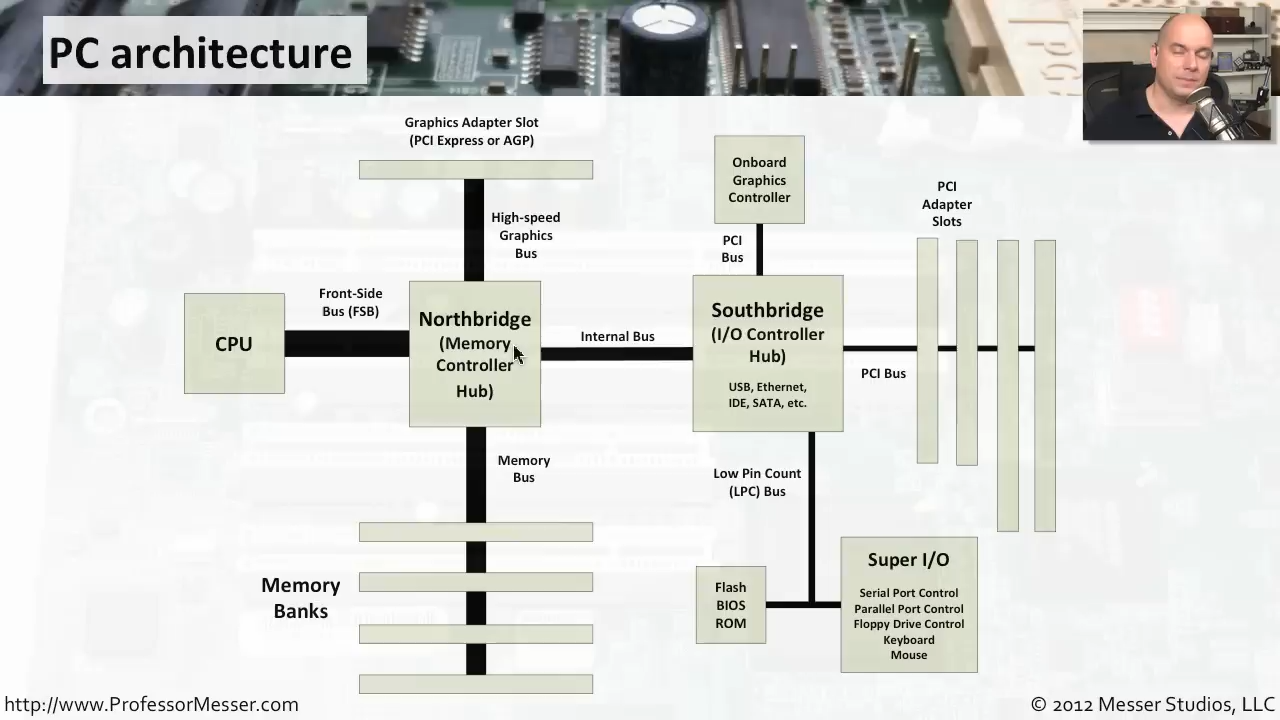 PC architecture
Graphics Adapter Slot
(PCI Express or AGP)
High-speed
Graphics
Bus
Onboard
Graphics
Controller
PCI
Bus
PCI
Adapter
Slots
CPU
Front-Side
Bus (FSB)
Northbridge
(Memory
Controller
Hub)
Internal Bus
Southbridge
(I/O Controller
Hub)
USB, Ethernet,
IDE, SATA, etc.
PCI Bus
Memory
Bus
Low Pin Count
(LPC) Bus
Memory
Banks
Flash
BIOS
ROM
Super I/O
Serial Port Control
Parallel Port Control
Floppy Drive Control
Keyboard
Mouse
http://www.ProfessorMesser.com
© 2012 Messer Studios, LLC